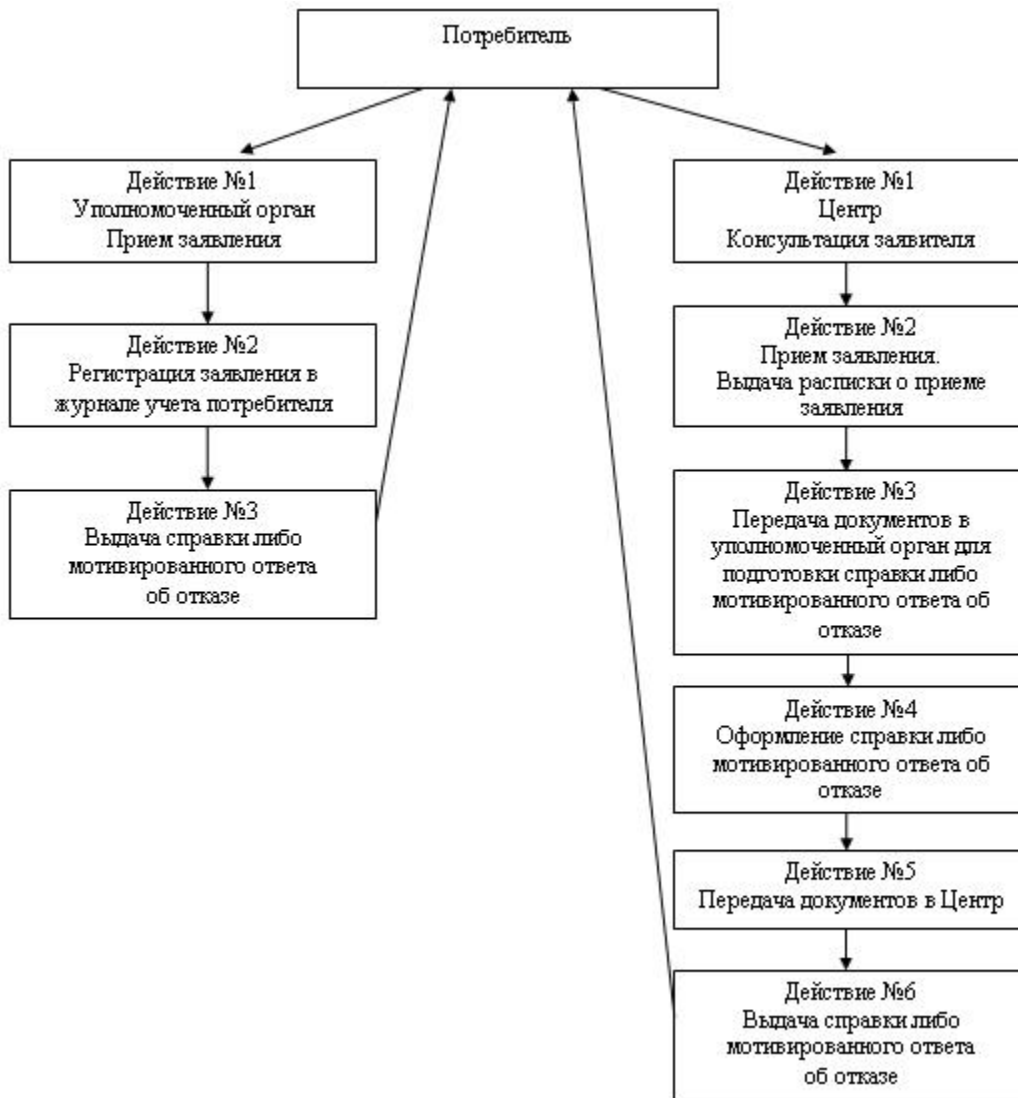 Потребитель
Действие №1
Уполномоченный орган
Прием заявления
Действие №2
Регистрация заявления в
журнале учета потребителя
Действие №3
Выдача справки либо
мотивированного ответа
об отказе
Действие №1
Центр
Консультация заявителя
Действие №2
Прием заявления.
Выдача расписки о приеме
заявления
Действие №3
Передача документов в
уполномоченный орган для
подготовки справки либо
мотивированного ответа об
отказе
Действие №4
Оформление справки либо
мотивированного ответа об
отказе
Действие №5
Передача документов в Центр
Действие №6
Выдача справки либо
мотивированного ответа
об отказе